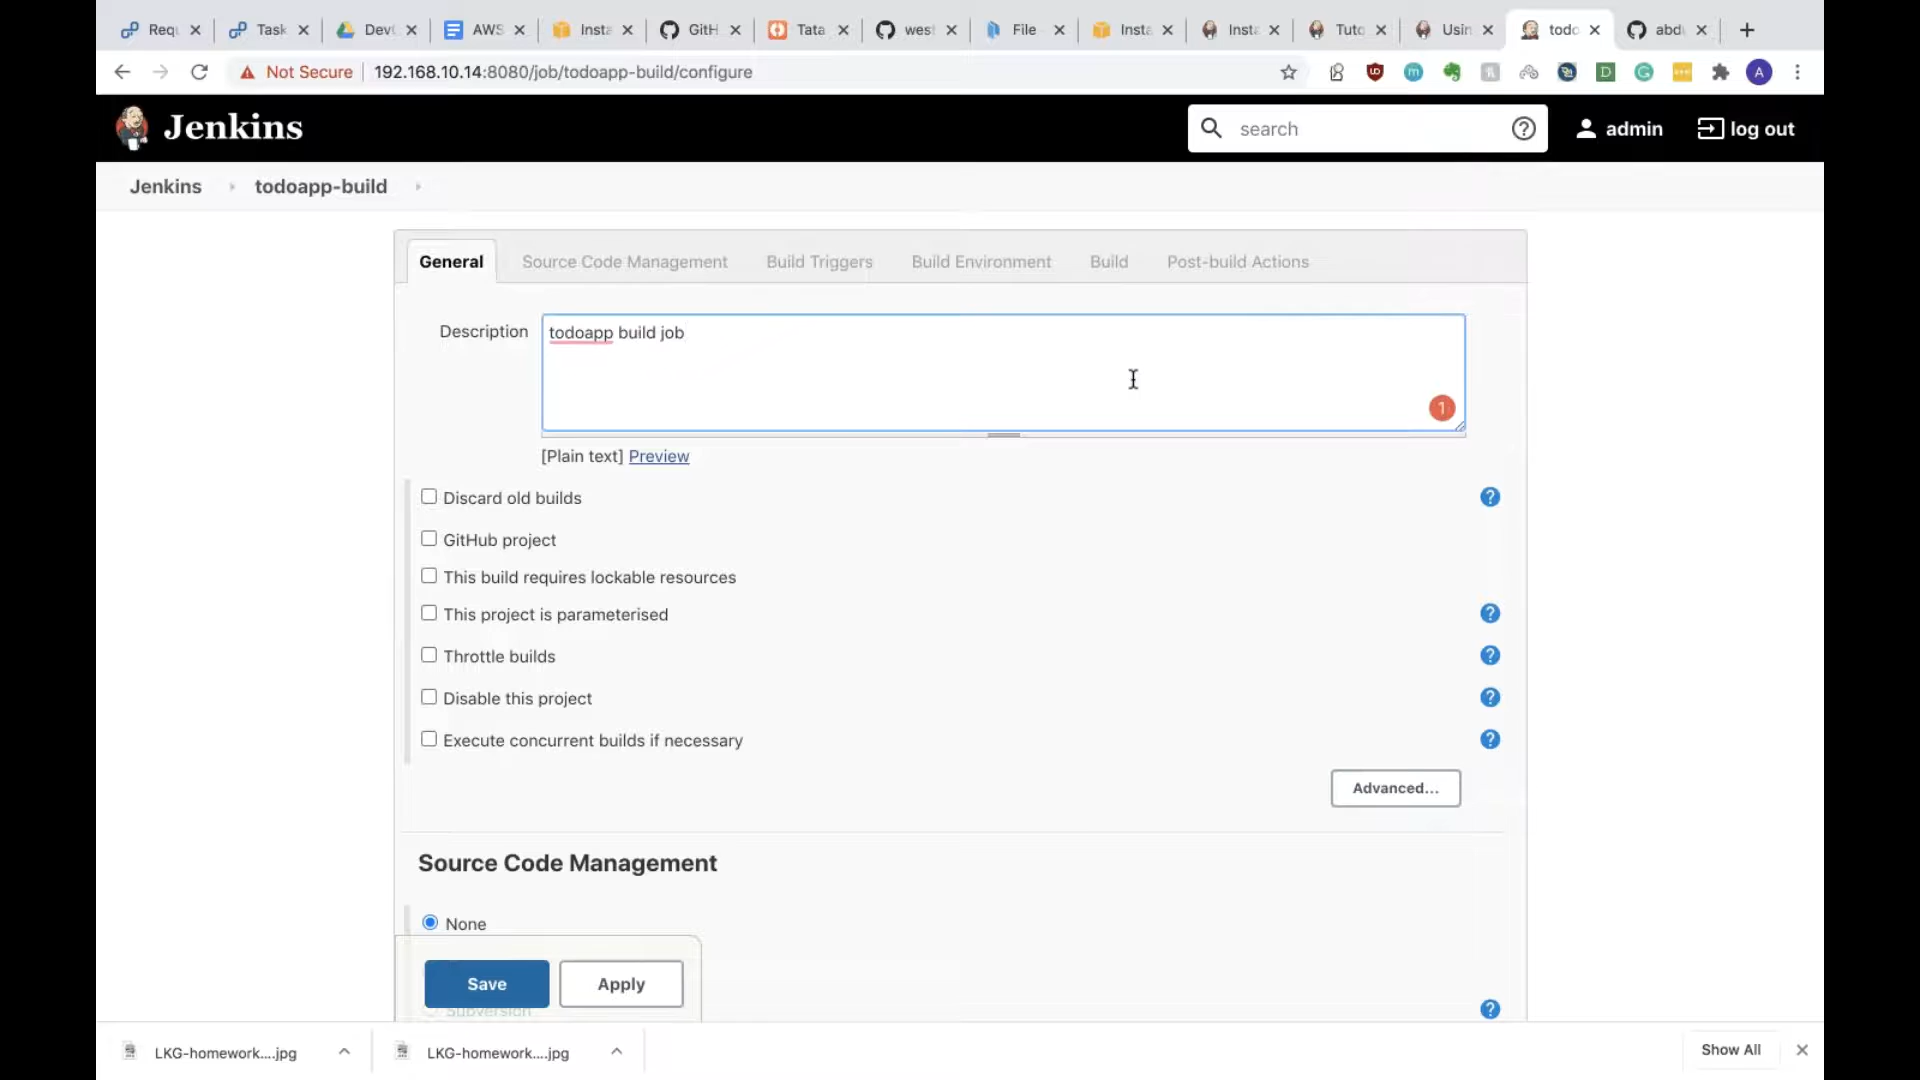 Requ
Task
Dev
AWS
Insta
GitH
Tata
wes
File
Insta
Insta
Tuto
Usin
todo
abd
Not Secure
192.168.10.14:8080/job/todoapp-build/configure
A
Jenkins
search
admin
log out
Jenkins
todoapp-build
General
Source Code Management
Build Triggers
Build Environment
Build
Post-build Actions
Description
todoapp build job
1
[Plain text] Preview
Discard old builds
GitHub project
This build requires lockable resources
This project is parameterised
Throttle builds
Disable this project
Execute concurrent builds if necessary
Advanced...
Source Code Management
None
Save
Apply
Subversion
LKG-homework....jpg
LKG-homework....jpg
Show All